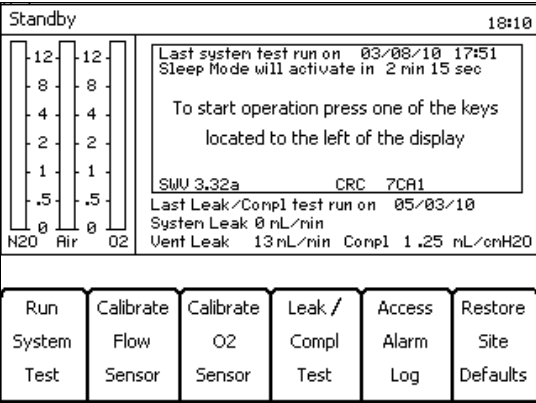 Standby 18:10
12 12
8 8
4 4
2 2
1 1
.5 .5
0 0
N2O Air O2
Last system test run on 03/08/10 17:51
Sleep Mode will activate in 2 min 15 sec
To start operation press one of the keys
located to the left of the display
SWV 3.32a CRC 7CA1
Last Leak/Compl test run on 05/03/10
System Leak 0 mL/min
Vent Leak 13 mL/min Compl 1.25 mL/cmH2O
Run System Test
Calibrate Flow Sensor
Calibrate O2 Sensor
Leak / Compl Test
Access Alarm Log
Restore Site Defaults